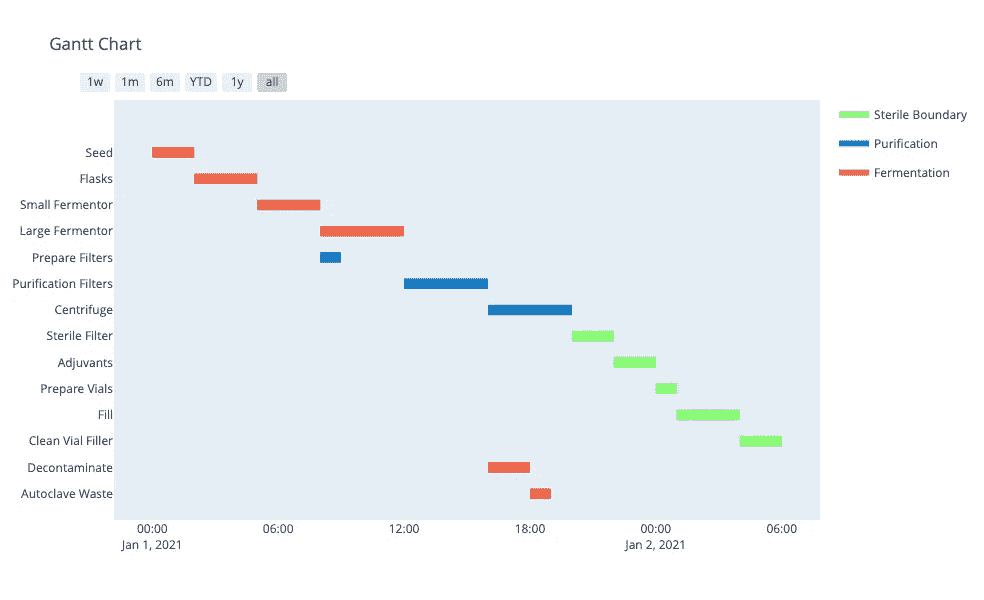 Gantt Chart
1w 1m 6m YTD 1y all
Sterile Boundary
Purification
Fermentation
Seed
Flasks
Small Fermentor
Large Fermentor
Prepare Filters
Purification Filters
Centrifuge
Sterile Filter
Adjuvants
Prepare Vials
Fill
Clean Vial Filler
Decontaminate
Autoclave Waste
00:00 06:00 12:00 18:00 00:00 06:00
Jan 1, 2021 Jan 2, 2021